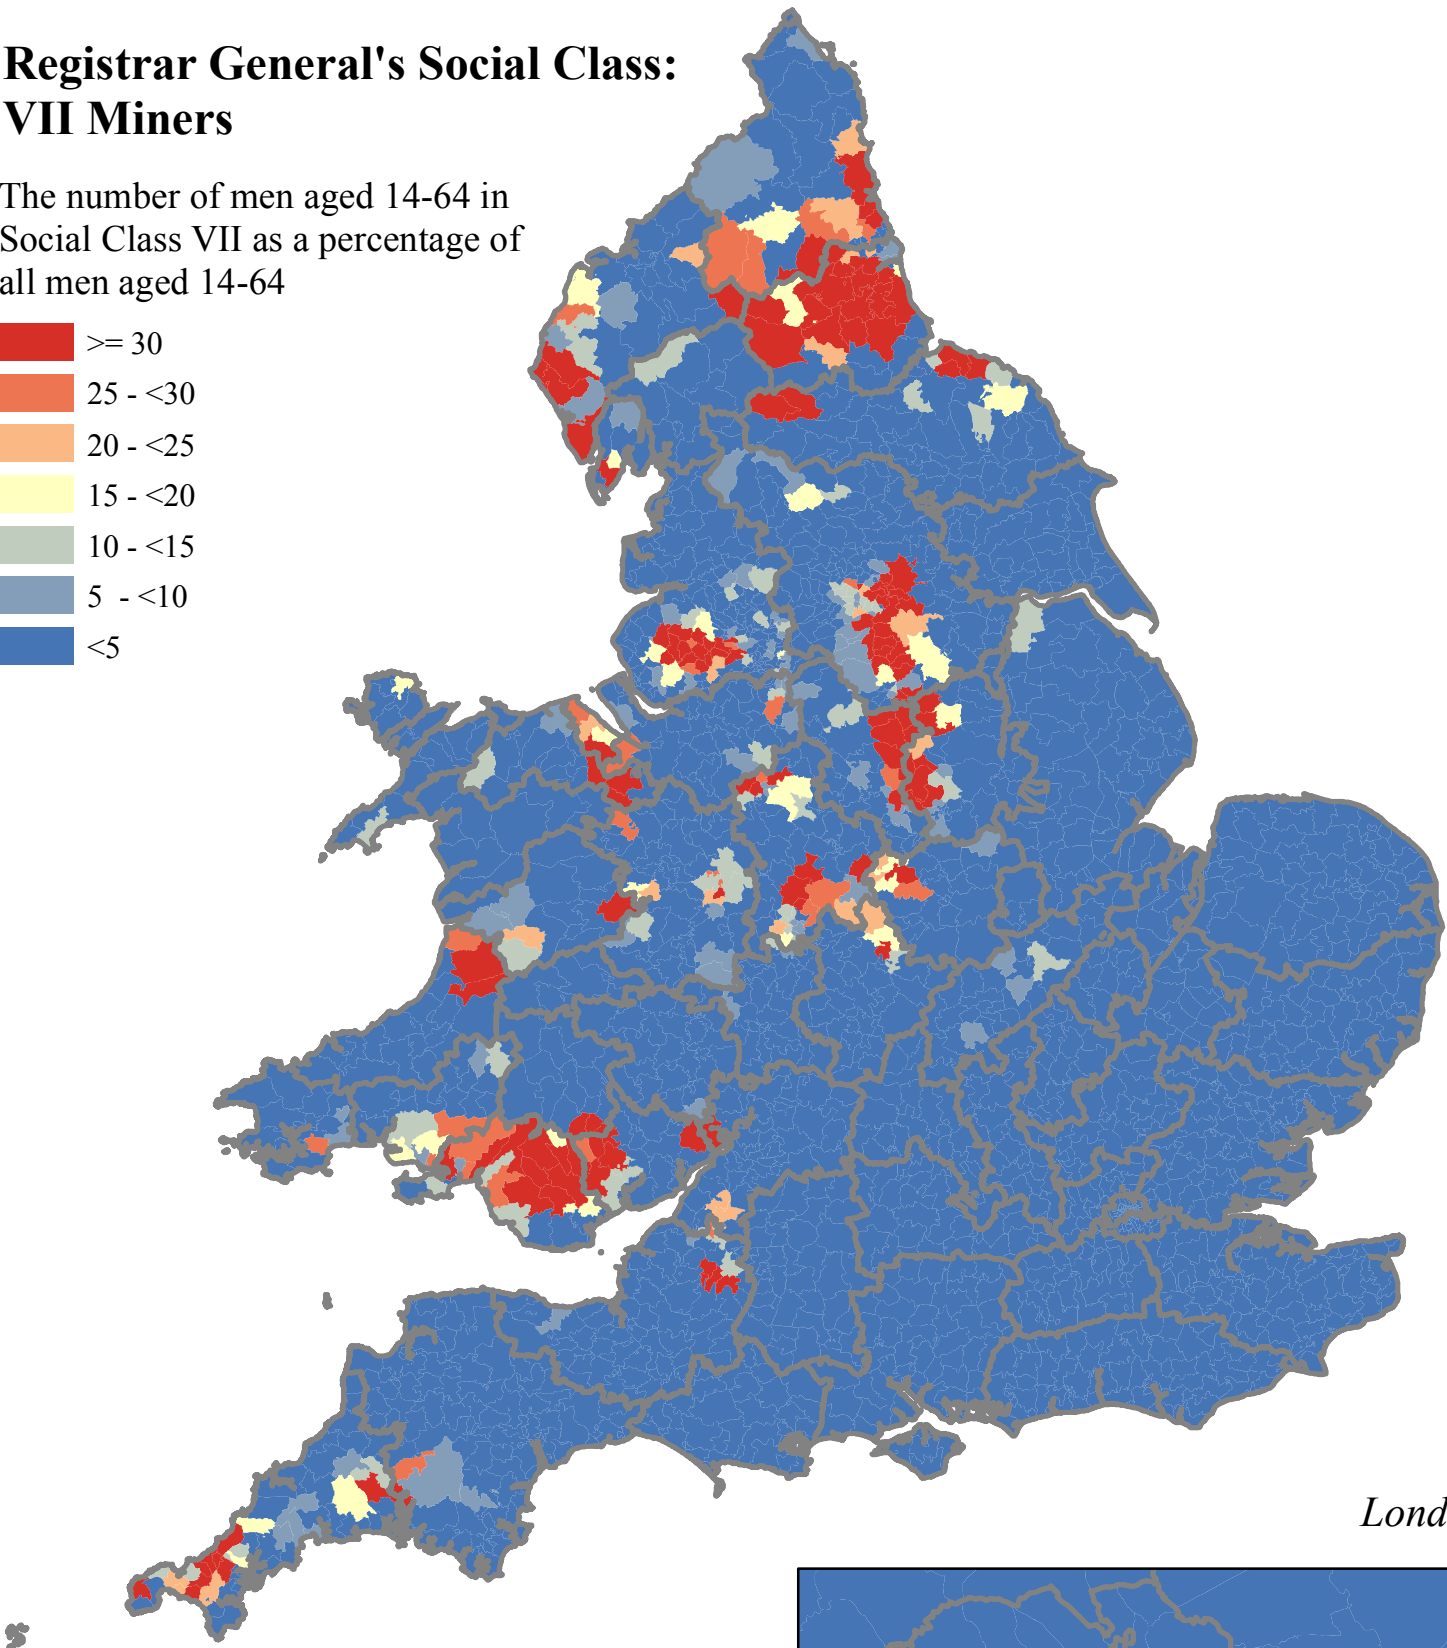 Registrar General's Social Class:
VII Miners
The number of men aged 14-64 in
Social Class VII as a percentage of
all men aged 14-64
>= 30
25 - <30
20 - <25
15 - <20
10 - <15
5 - <10
<5
Lond